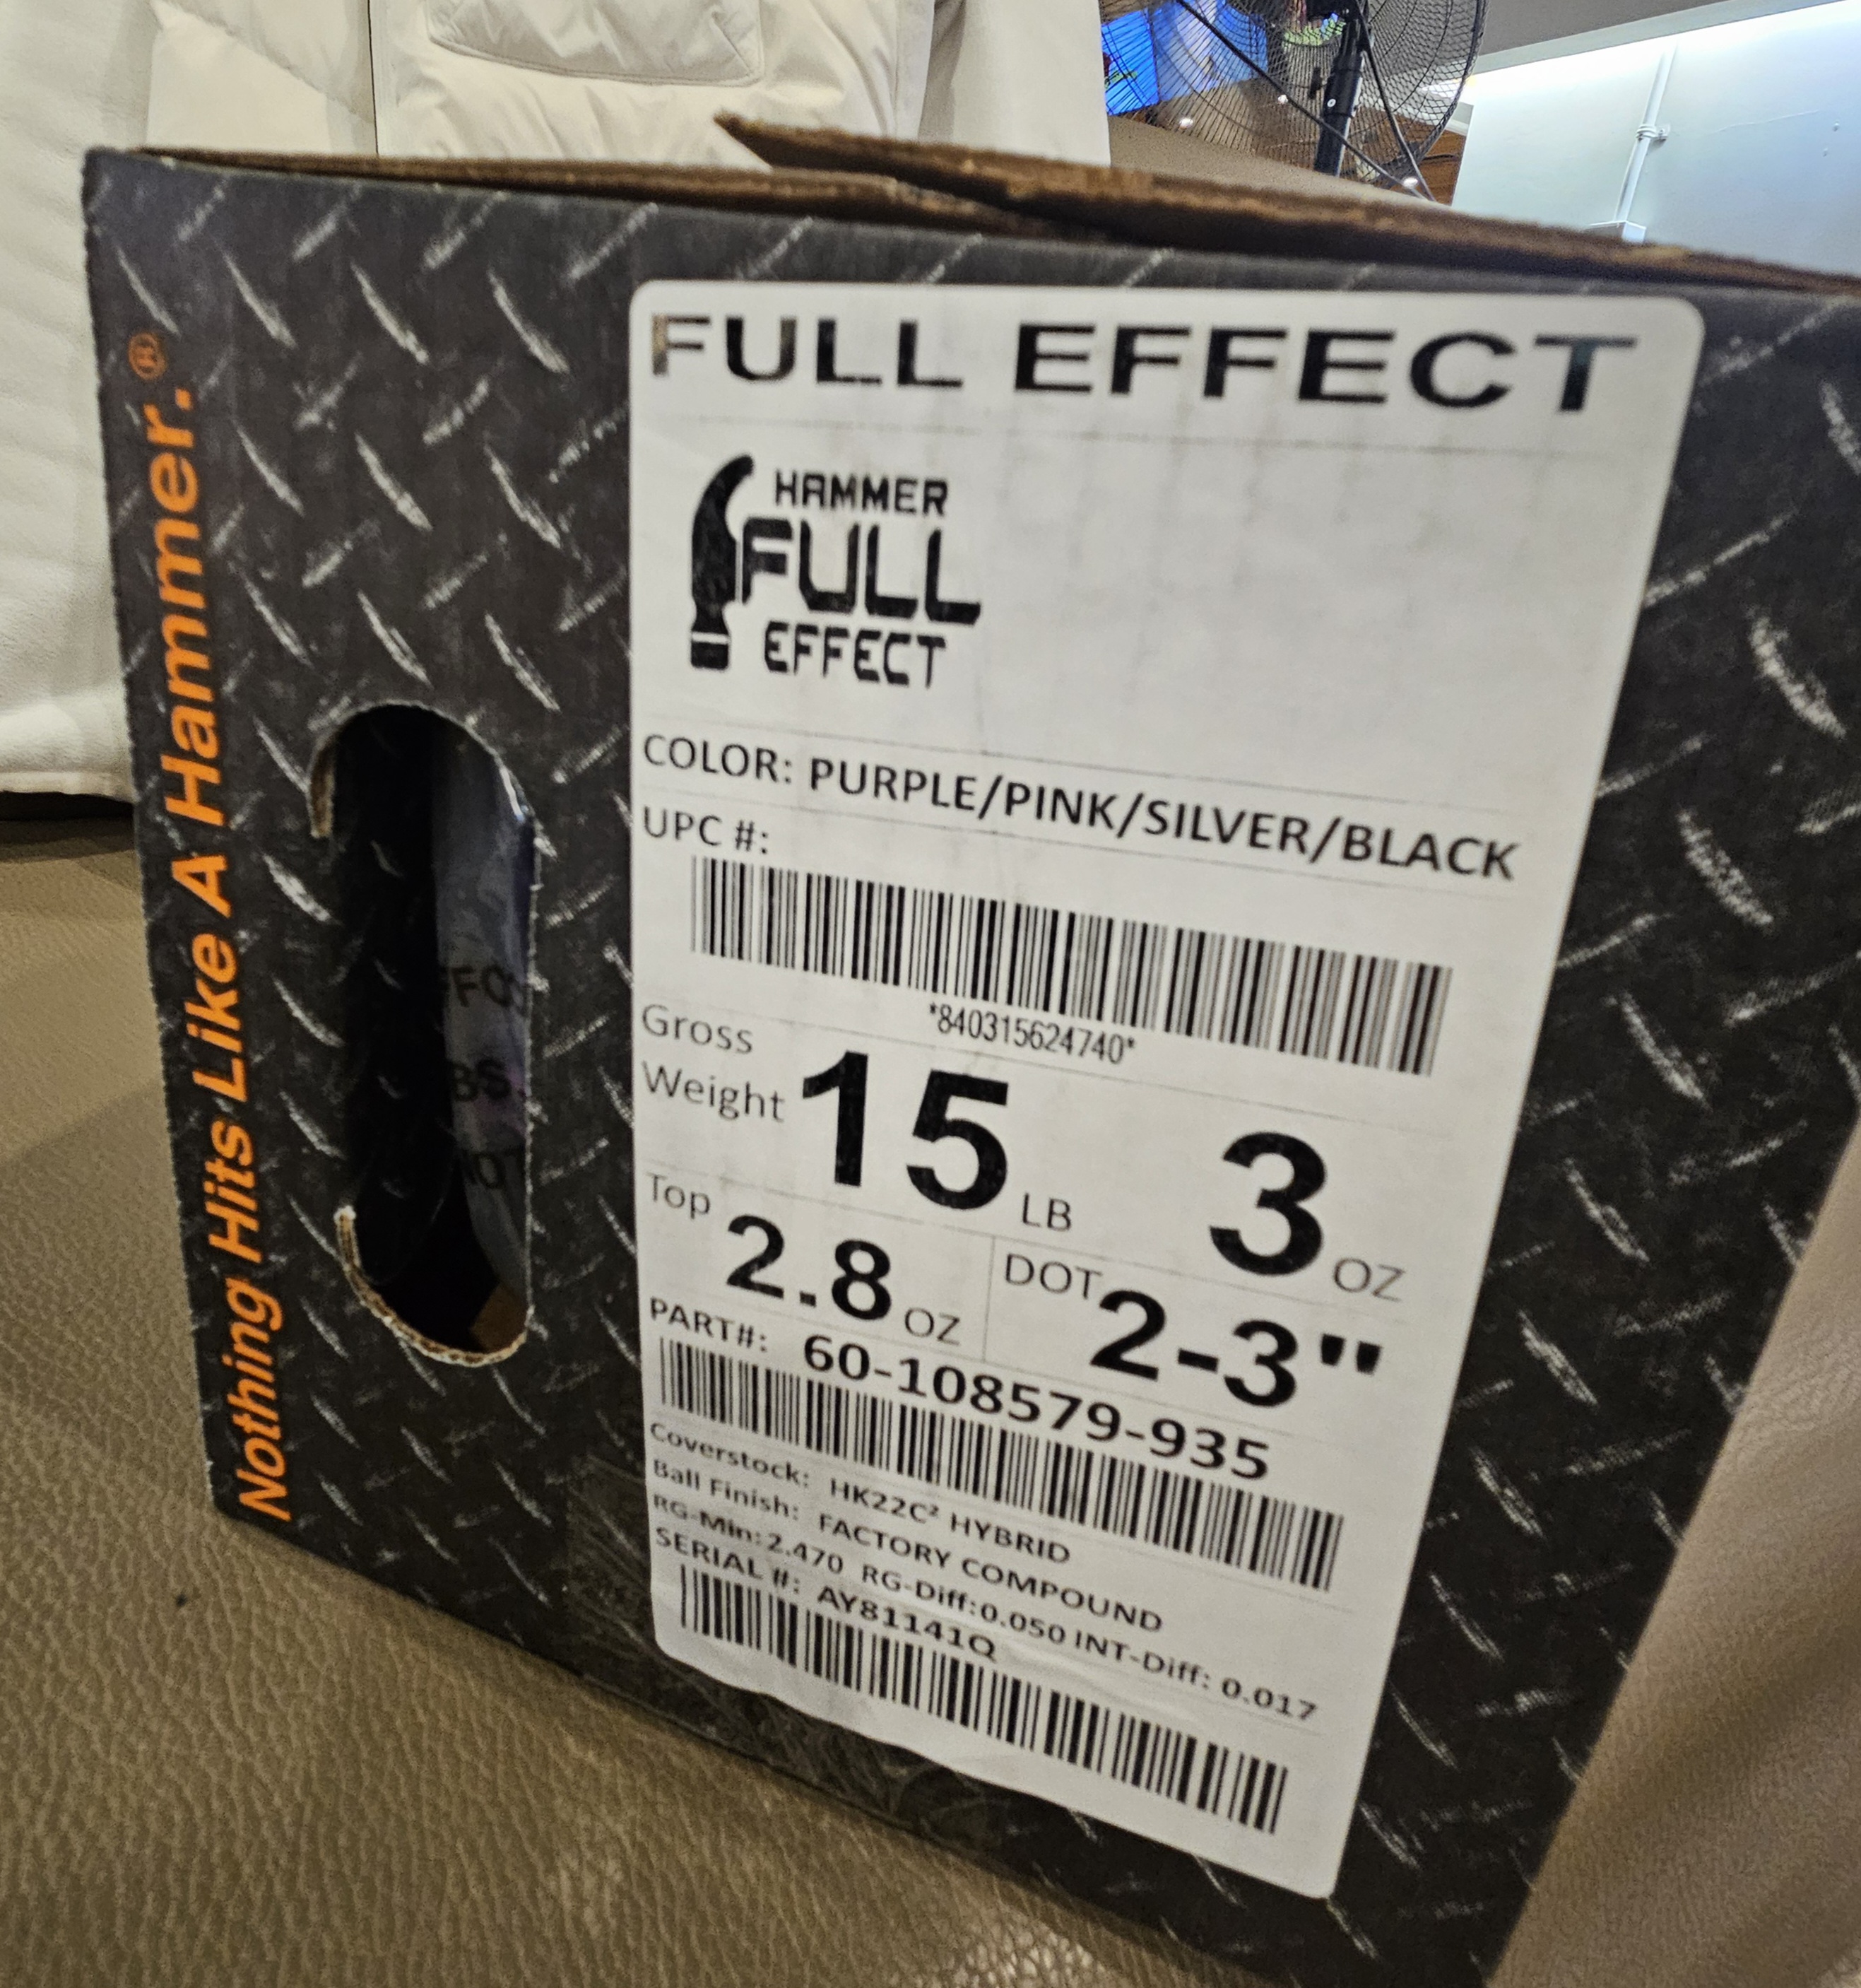 Nothing Hits Like A Hammer.®
FULL EFFECT
HAMMER
FULL
EFFECT
COLOR: PURPLE/PINK/SILVER/BLACK
UPC #:
*840315624740*
Gross Weight 15 LB 3 OZ
Top 2.8 OZ DOT 2-3"
PART#: 60-108579-935
Coverstock: HK22C² HYBRID
Ball Finish: FACTORY COMPOUND
RG-Min: 2.470 RG-Diff: 0.050 INT-Diff: 0.017
SERIAL #: AY81141Q